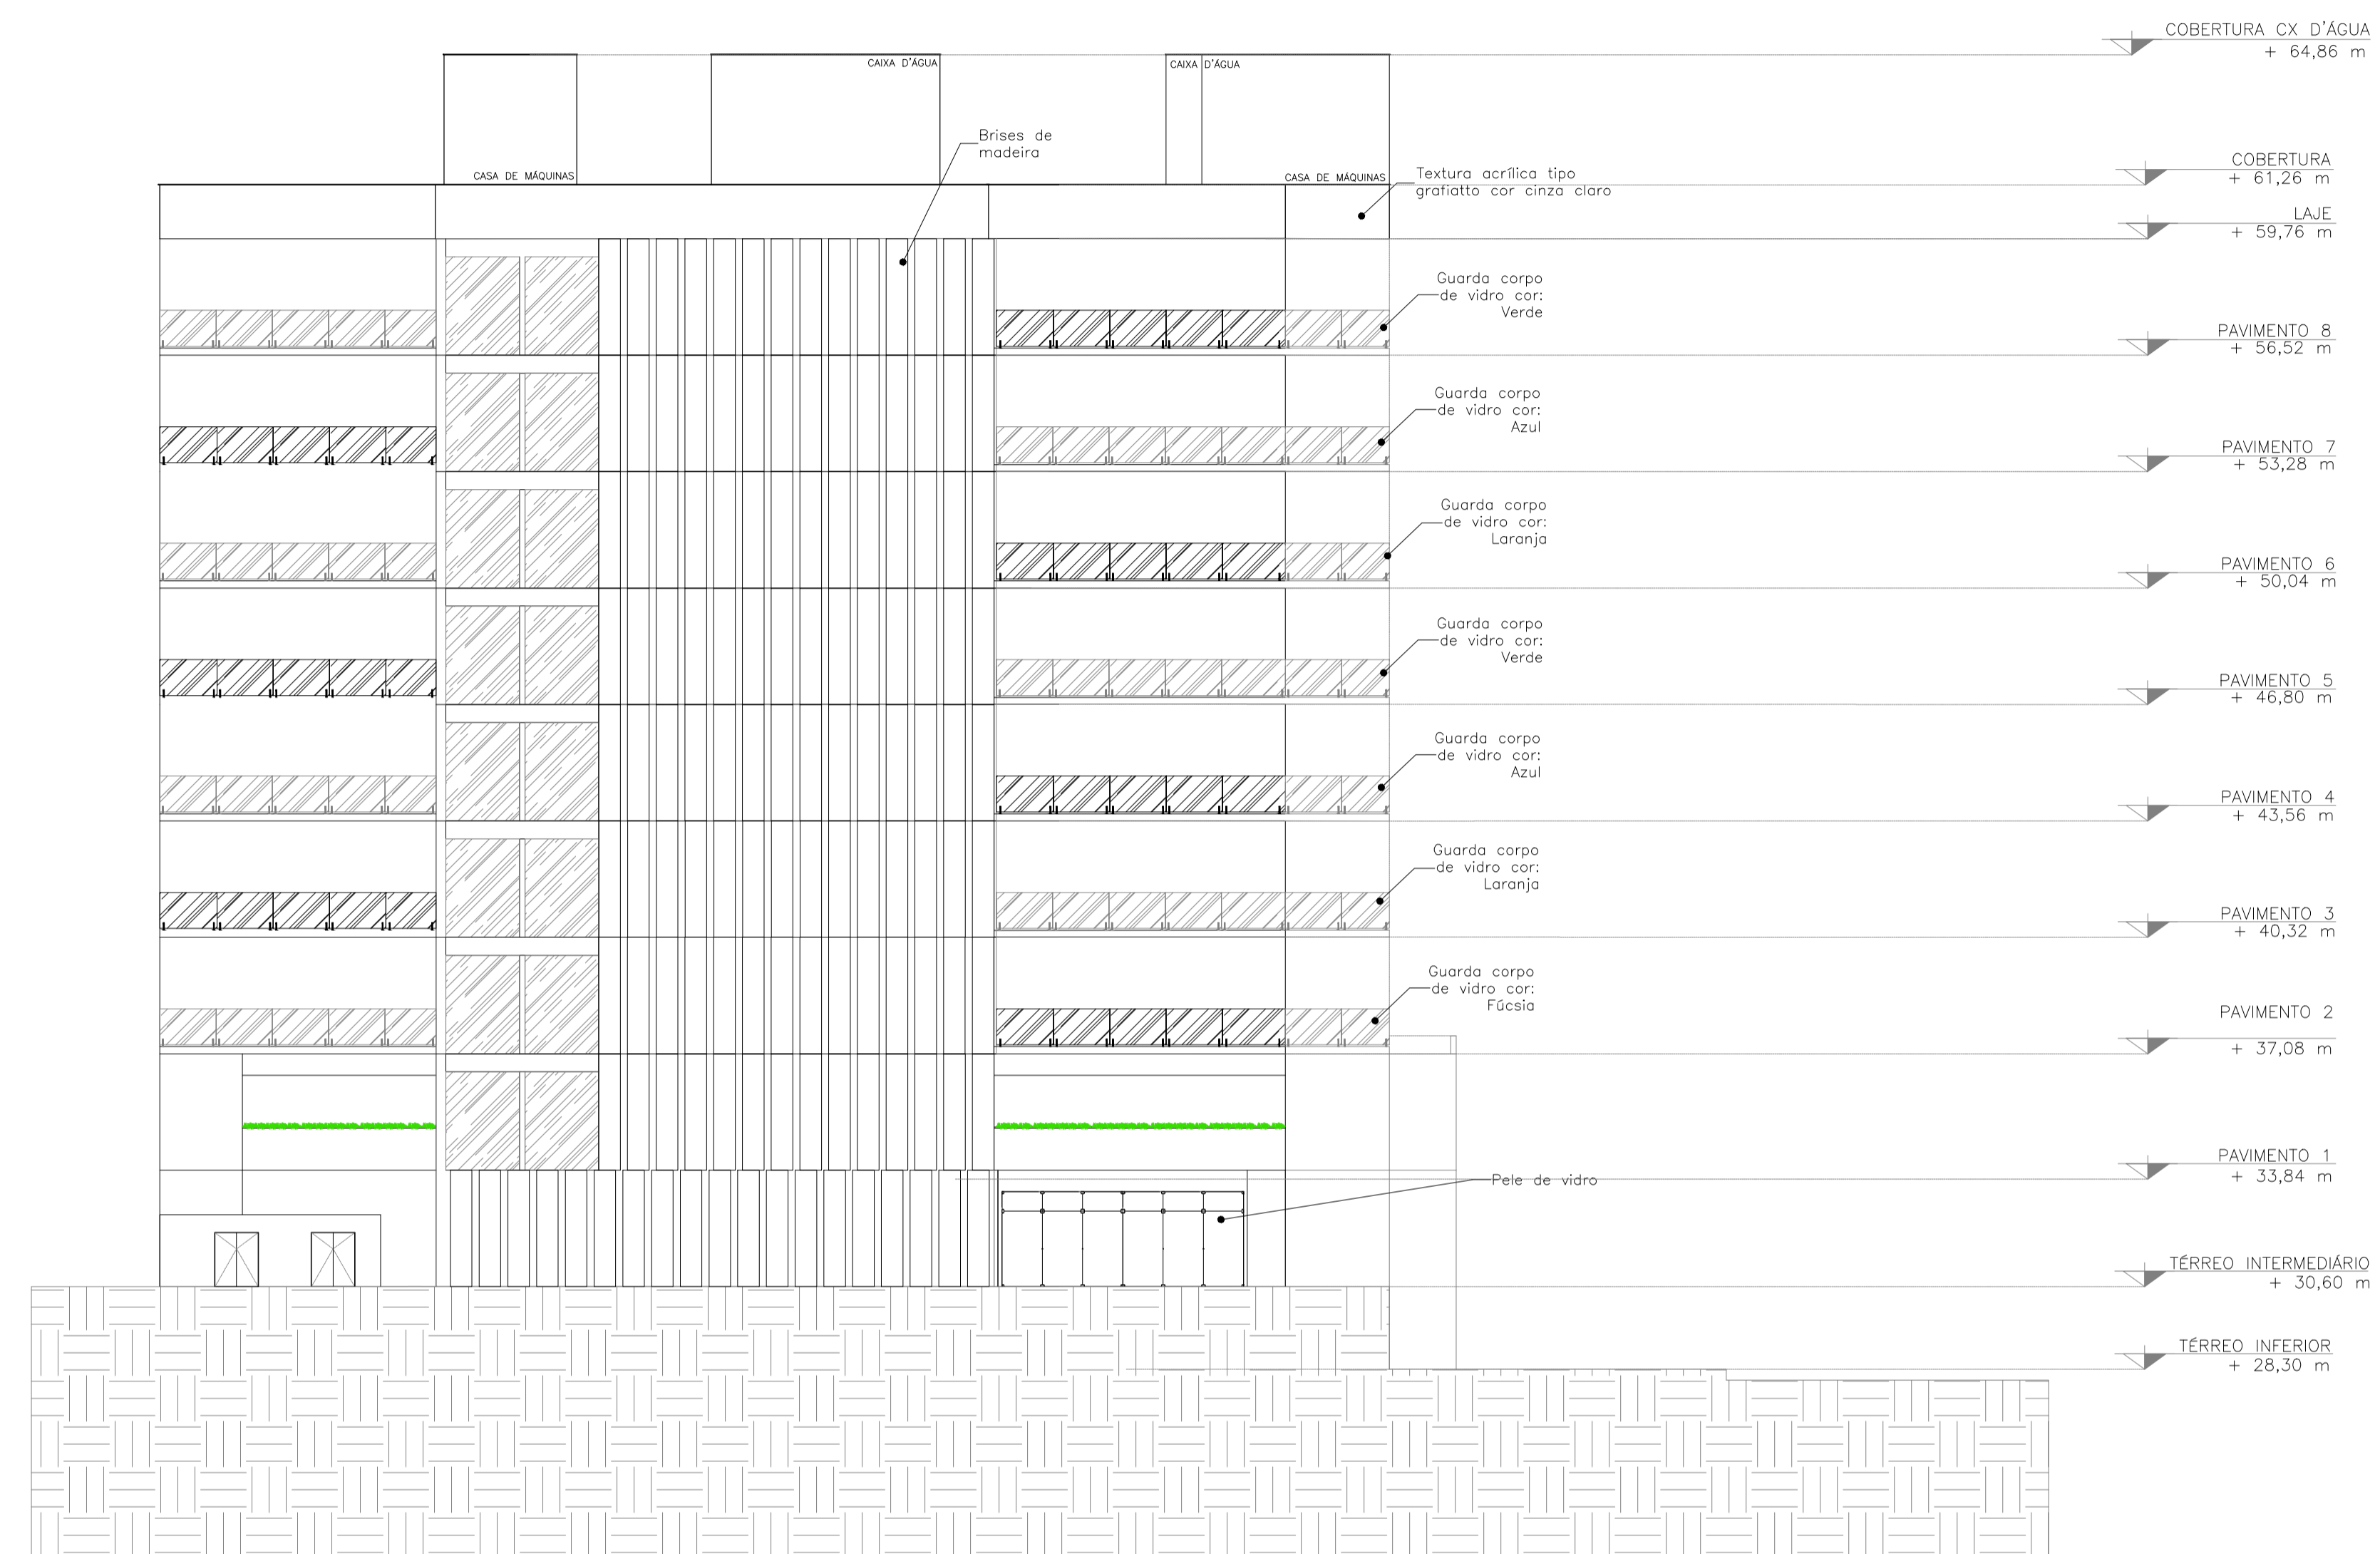 COBERTURA CX D'ÁGUA
+ 64,86 m
CAIXA D'ÁGUA
CAIXA D'ÁGUA
Brises de
madeira
CASA DE MÁQUINAS
CASA DE MÁQUINAS
Textura acrílica tipo
grafiatto cor cinza claro
COBERTURA
+ 61,26 m
LAJE
+ 59,76 m
Guarda corpo
de vidro cor:
Verde
PAVIMENTO 8
+ 56,52 m
Guarda corpo
de vidro cor:
Azul
PAVIMENTO 7
+ 53,28 m
Guarda corpo
de vidro cor:
Laranja
PAVIMENTO 6
+ 50,04 m
Guarda corpo
de vidro cor:
Verde
PAVIMENTO 5
+ 46,80 m
Guarda corpo
de vidro cor:
Azul
PAVIMENTO 4
+ 43,56 m
Guarda corpo
de vidro cor:
Laranja
PAVIMENTO 3
+ 40,32 m
Guarda corpo
de vidro cor:
Fúcsia
PAVIMENTO 2
+ 37,08 m
PAVIMENTO 1
+ 33,84 m
Pele de vidro
TÉRREO INTERMEDIÁRIO
+ 30,60 m
TÉRREO INFERIOR
+ 28,30 m